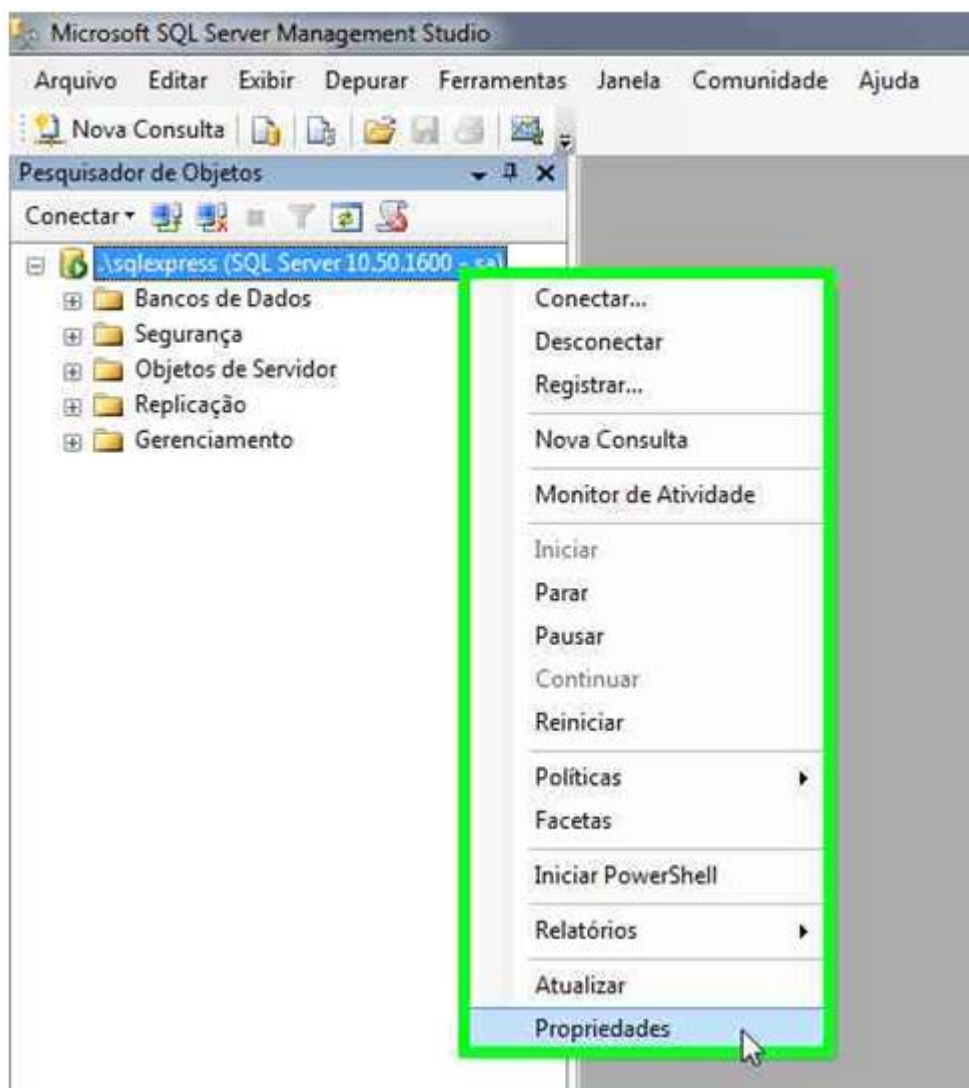 Microsoft SQL Server Management Studio
Arquivo Editar Exibir Depurar Ferramentas Janela Comunidade Ajuda
Nova Consulta
Pesquisador de Objetos
Conectar
.\sqlexpress (SQL Server 10.50.1600 - sa)
Bancos de Dados
Segurança
Objetos de Servidor
Replicação
Gerenciamento
Conectar...
Desconectar
Registrar...
Nova Consulta
Monitor de Atividade
Iniciar
Parar
Pausar
Continuar
Reiniciar
Políticas
Facetas
Iniciar PowerShell
Relatórios
Atualizar
Propriedades